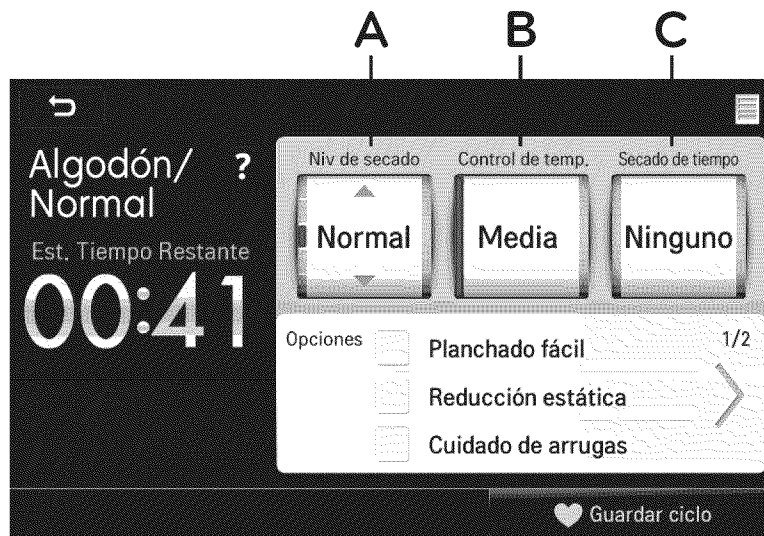 A B C
Algodón/ ?
Normal
Est. Tiempo Restante
00:41
Niv de secado Control de temp. Secado de tiempo
Normal Media Ninguno
Opciones 1/2
Planchado fácil
Reducción estática
Cuidado de arrugas
Guardar ciclo